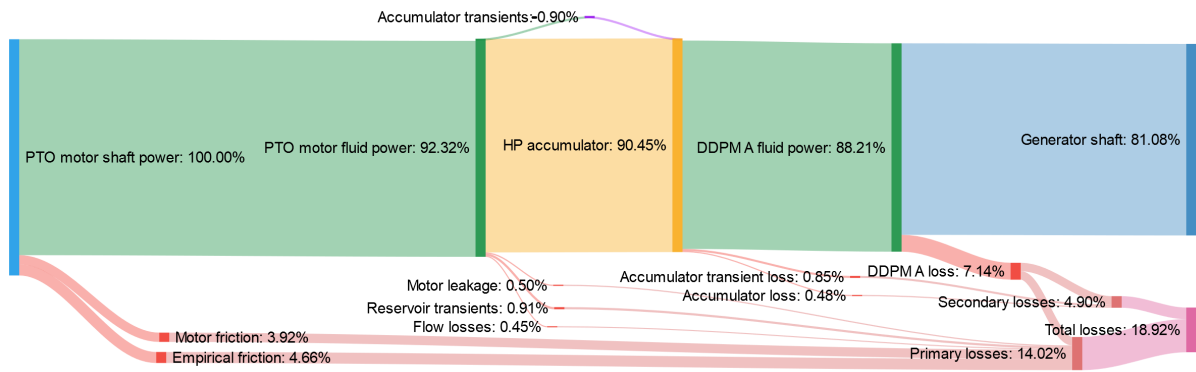 Accumulator transients: 0.90%
PTO motor shaft power: 100.00%
PTO motor fluid power: 92.32%
HP accumulator: 90.45%
DDPM A fluid power: 88.21%
Generator shaft: 81.08%
Motor leakage: 0.50%
Reservoir transients: 0.91%
Flow losses: 0.45%
Accumulator transient loss: 0.85%
Accumulator loss: 0.48%
DDPM A loss: 7.14%
Secondary losses: 4.90%
Total losses: 18.92%
Motor friction: 3.92%
Empirical friction: 4.66%
Primary losses: 14.02%